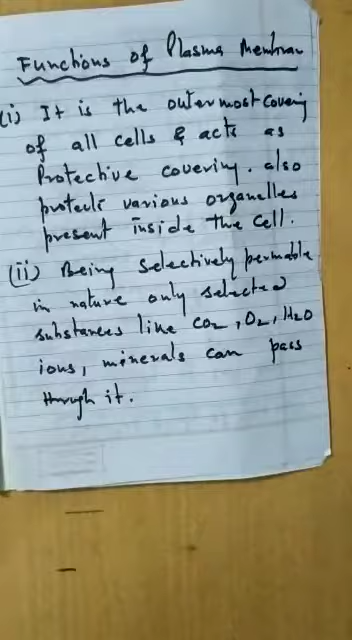 Functions of Plasma Membran
(i) It is the outermost covering
of all cells & acts as
Protective covering. also
protects various organelles
present inside the cell.
(ii) Being selectively permable
in nature only selected
substances like CO2, O2, H2O
ions, minerals can pass
through it.